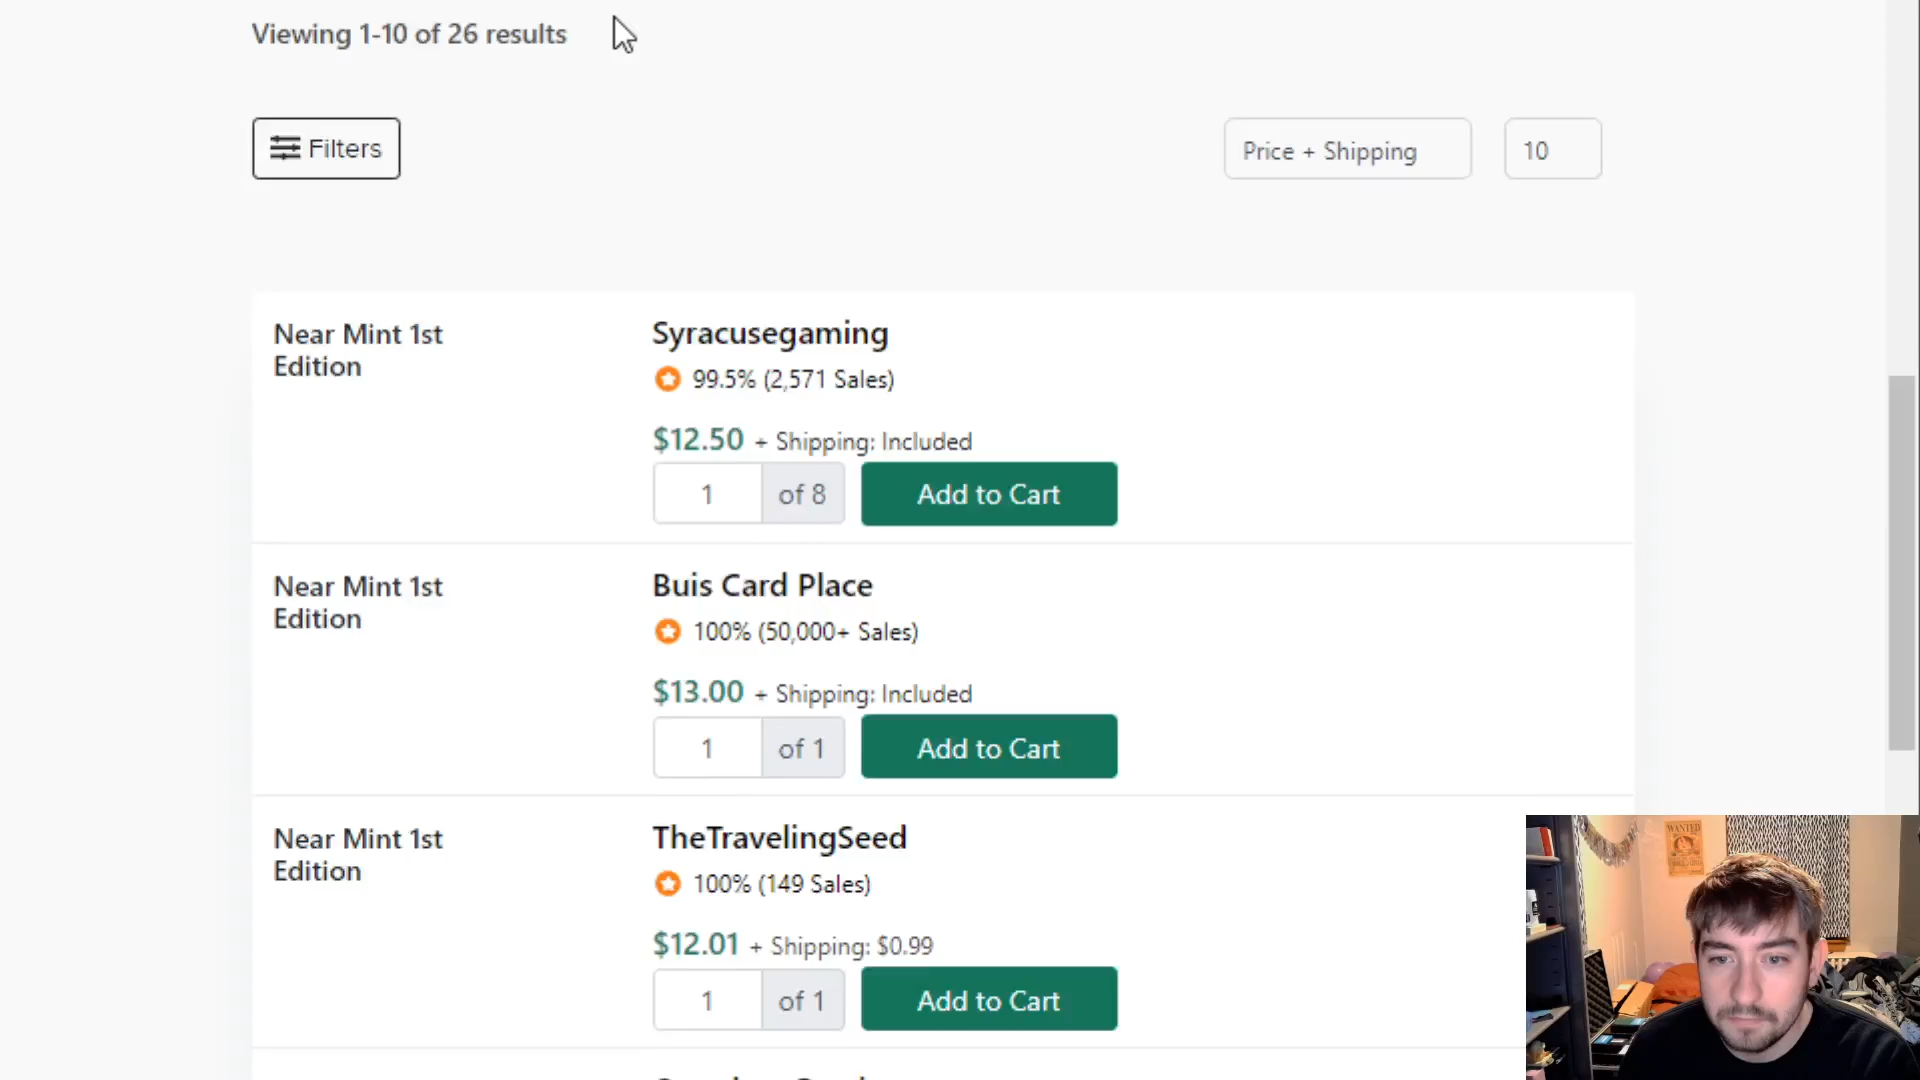 Viewing 1-10 of 26 results
Filters
Price + Shipping
10
Near Mint 1st
Edition
Syracusegaming
99.5% (2,571 Sales)
$12.50 + Shipping: Included
1 of 8 Add to Cart
Near Mint 1st
Edition
Buis Card Place
100% (50,000+ Sales)
$13.00 + Shipping: Included
1 of 1 Add to Cart
Near Mint 1st
Edition
TheTravelingSeed
100% (149 Sales)
$12.01 + Shipping: $0.99
1 of 1 Add to Cart
WANTED